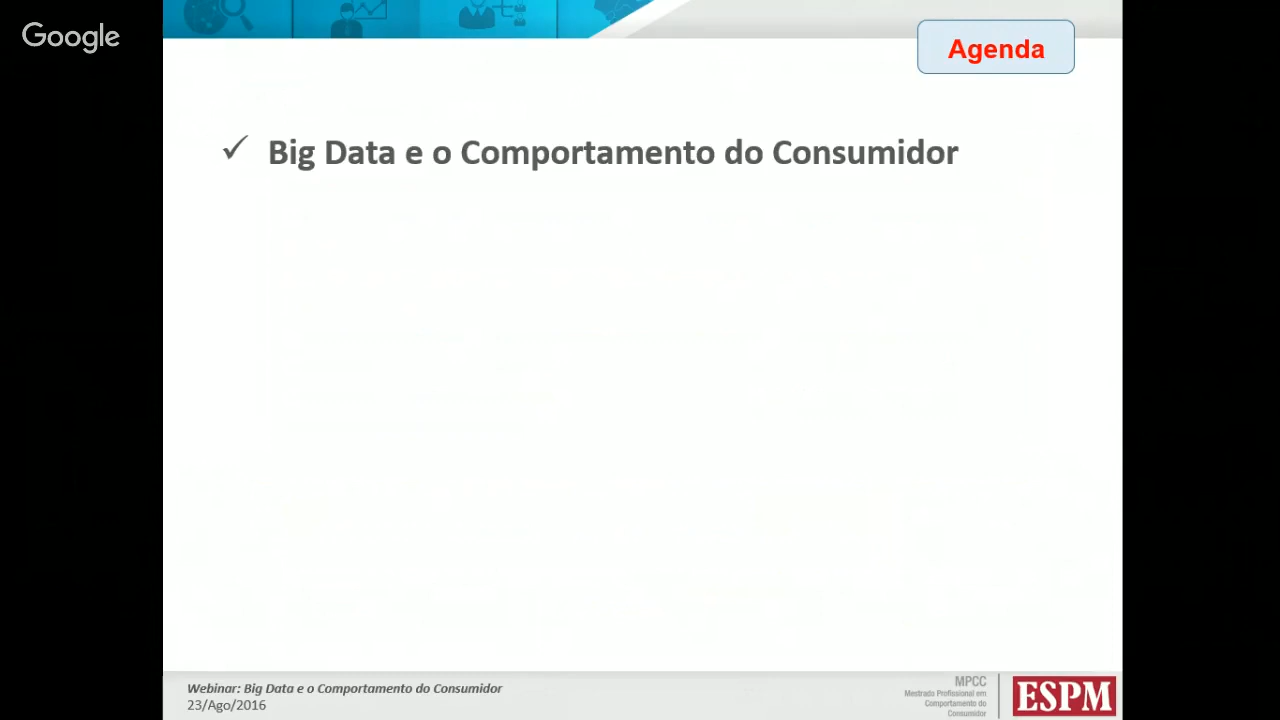 Google
Agenda
✓ Big Data e o Comportamento do Consumidor
Webinar: Big Data e o Comportamento do Consumidor
23/Ago/2016
MPCC
Mestrado Profissional em
Comportamento do
Consumidor
ESPM